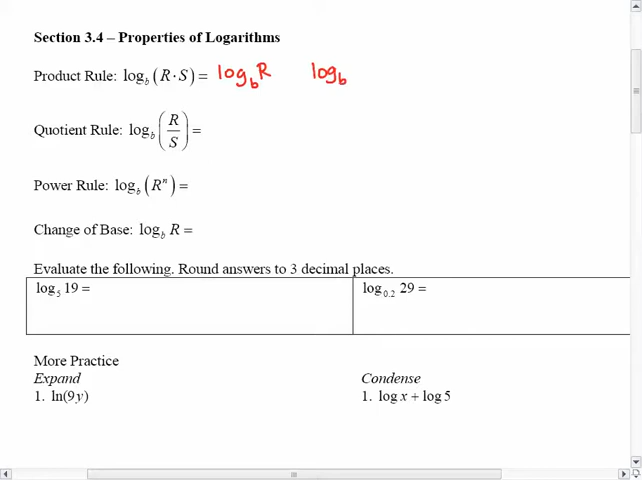 Section 3.4 – Properties of Logarithms
Product Rule: log_b (R · S) = log_b R log_b
Quotient Rule: log_b (R/S) =
Power Rule: log_b (Rⁿ) =
Change of Base: log_b R =
Evaluate the following. Round answers to 3 decimal places.
log₅ 19 = log_0.2 29 =
More Practice
Expand Condense
1. ln(9y) 1. log x + log 5